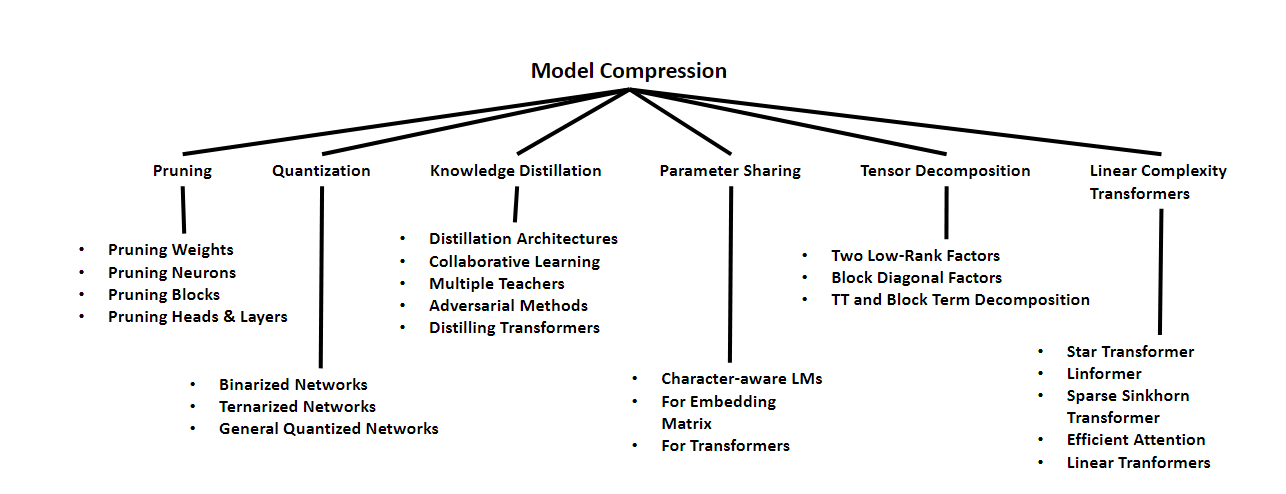 Model Compression
Pruning
Quantization
Knowledge Distillation
Parameter Sharing
Tensor Decomposition
Linear Complexity
Transformers
• Pruning Weights
• Pruning Neurons
• Pruning Blocks
• Pruning Heads & Layers
• Binarized Networks
• Ternarized Networks
• General Quantized Networks
• Distillation Architectures
• Collaborative Learning
• Multiple Teachers
• Adversarial Methods
• Distilling Transformers
• Character-aware LMs
• For Embedding
Matrix
• For Transformers
• Two Low-Rank Factors
• Block Diagonal Factors
• TT and Block Term Decomposition
• Star Transformer
• Linformer
• Sparse Sinkhorn
Transformer
• Efficient Attention
• Linear Tranformers